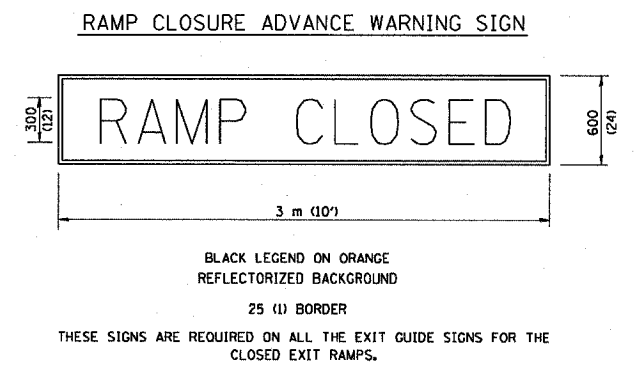 RAMP CLOSURE ADVANCE WARNING SIGN
300
(12)
RAMP CLOSED
600
(24)
3 m (10')
BLACK LEGEND ON ORANGE
REFLECTORIZED BACKGROUND
25 (1) BORDER
THESE SIGNS ARE REQUIRED ON ALL THE EXIT GUIDE SIGNS FOR THE
CLOSED EXIT RAMPS.